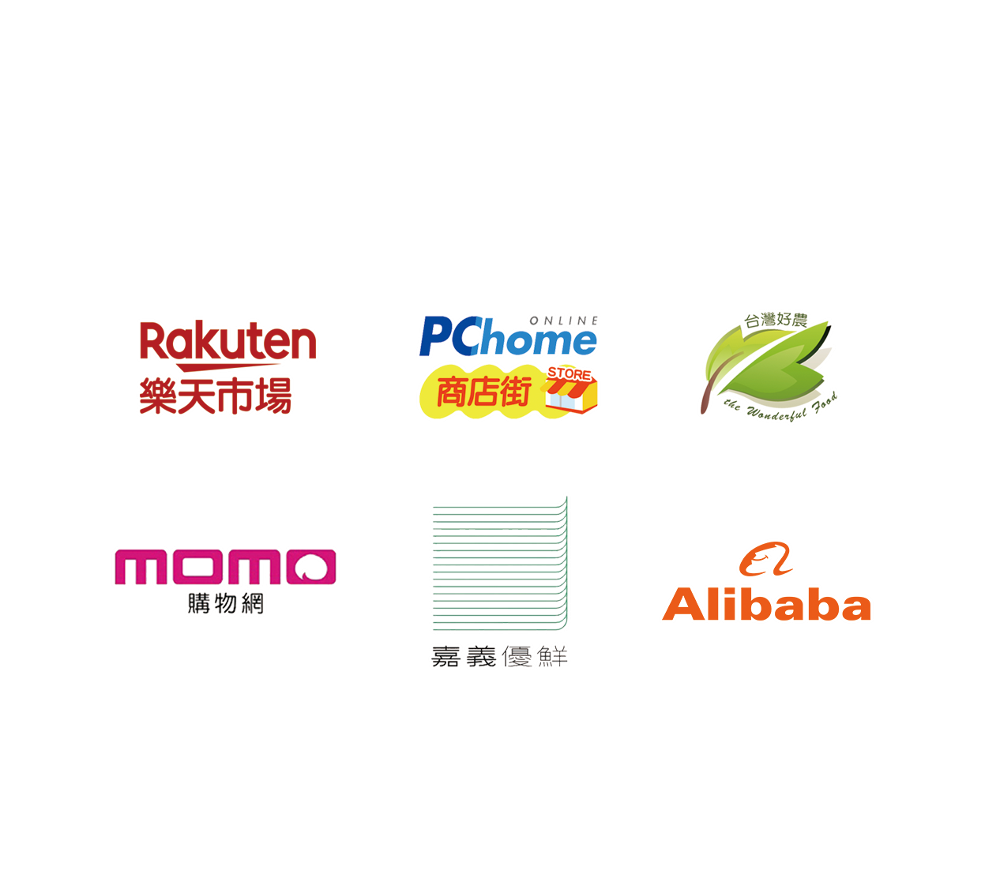 Rakuten
樂天市場
PChome ONLINE
商店街 STORE
台灣好農
the Wonderful Food
momo
購物網
嘉義優鮮
Alibaba